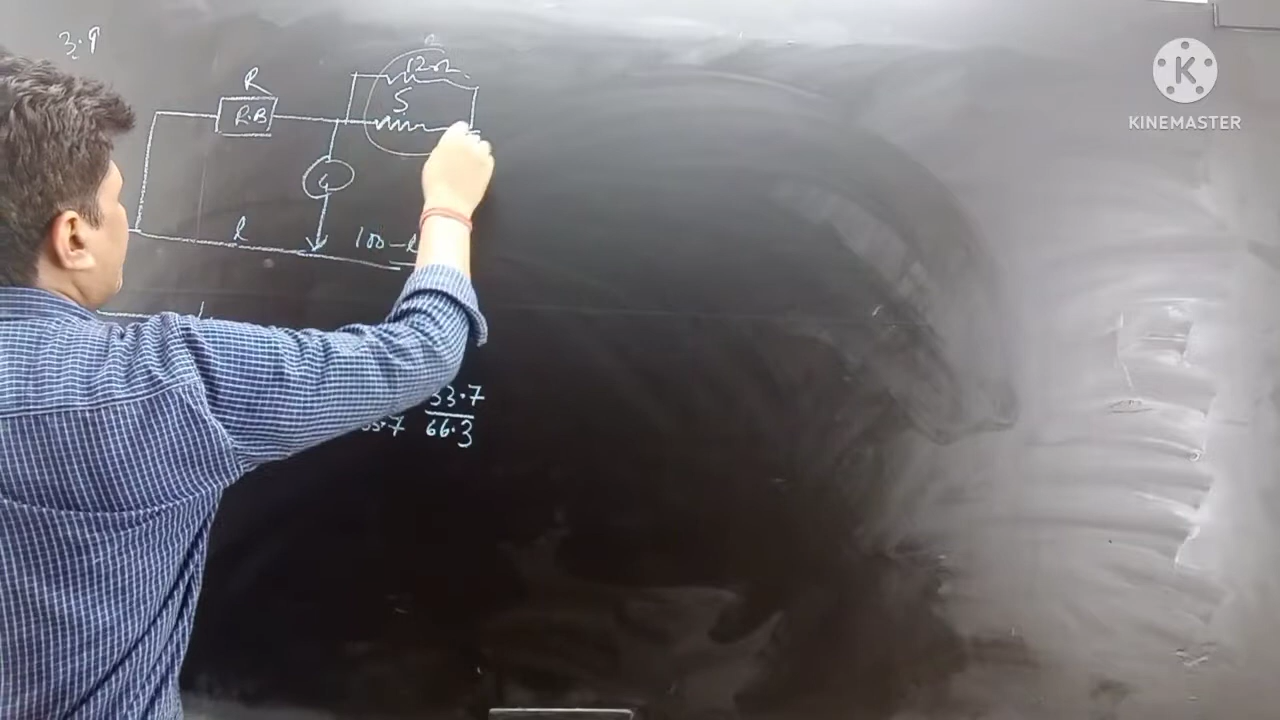 3.9
R
R.B
12Ω
S
G
l
100-l
33.7
66.3
K
KINEMASTER